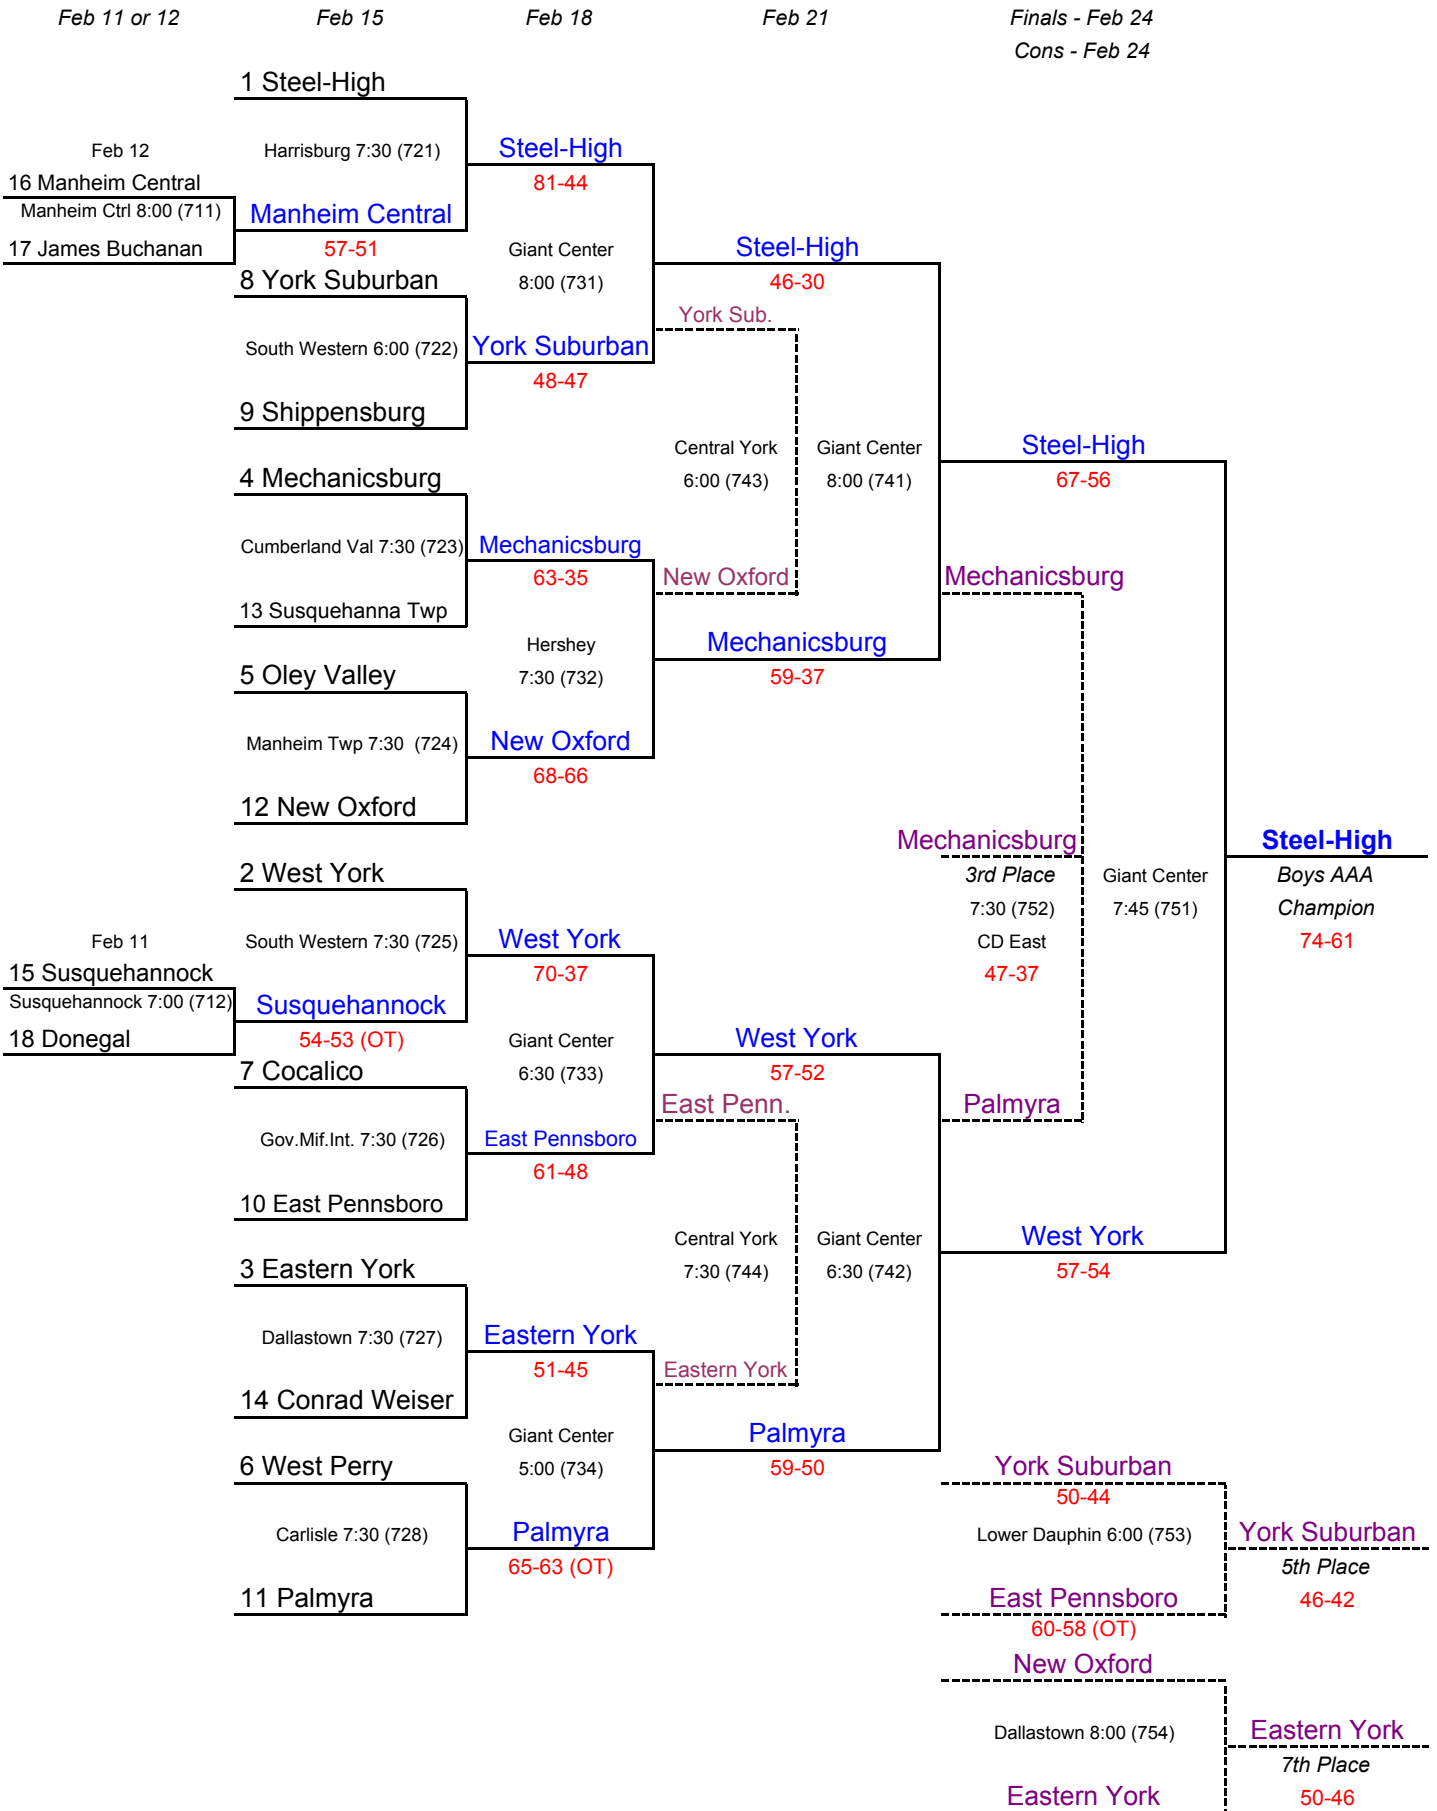 Feb 11 or 12
Feb 15
Feb 18
Feb 21
Finals - Feb 24
Cons - Feb 24
1 Steel-High
Feb 12
Harrisburg 7:30 (721)
Steel-High
16 Manheim Central
81-44
Manheim Ctrl 8:00 (711)
Manheim Central
17 James Buchanan
57-51
Giant Center
Steel-High
8 York Suburban
8:00 (731)
46-30
York Sub.
South Western 6:00 (722)
York Suburban
48-47
9 Shippensburg
Central York
Giant Center
Steel-High
4 Mechanicsburg
6:00 (743)
8:00 (741)
67-56
Cumberland Val 7:30 (723)
Mechanicsburg
63-35
New Oxford
Mechanicsburg
13 Susquehanna Twp
Hershey
Mechanicsburg
5 Oley Valley
7:30 (732)
59-37
Manheim Twp 7:30 (724)
New Oxford
68-66
12 New Oxford
Mechanicsburg
Steel-High
2 West York
3rd Place
Giant Center
Boys AAA
7:30 (752)
7:45 (751)
Champion
Feb 11
South Western 7:30 (725)
West York
CD East
74-61
15 Susquehannock
70-37
47-37
Susquehannock 7:00 (712)
Susquehannock
18 Donegal
54-53 (OT)
Giant Center
West York
7 Cocalico
6:30 (733)
57-52
East Penn.
Palmyra
Gov.Mif.Int. 7:30 (726)
East Pennsboro
61-48
10 East Pennsboro
Central York
Giant Center
West York
3 Eastern York
7:30 (744)
6:30 (742)
57-54
Dallastown 7:30 (727)
Eastern York
51-45
Eastern York
14 Conrad Weiser
Giant Center
Palmyra
6 West Perry
5:00 (734)
59-50
York Suburban
50-44
Carlisle 7:30 (728)
Palmyra
Lower Dauphin 6:00 (753)
York Suburban
65-63 (OT)
5th Place
11 Palmyra
East Pennsboro
46-42
60-58 (OT)
New Oxford
Dallastown 8:00 (754)
Eastern York
7th Place
Eastern York
50-46